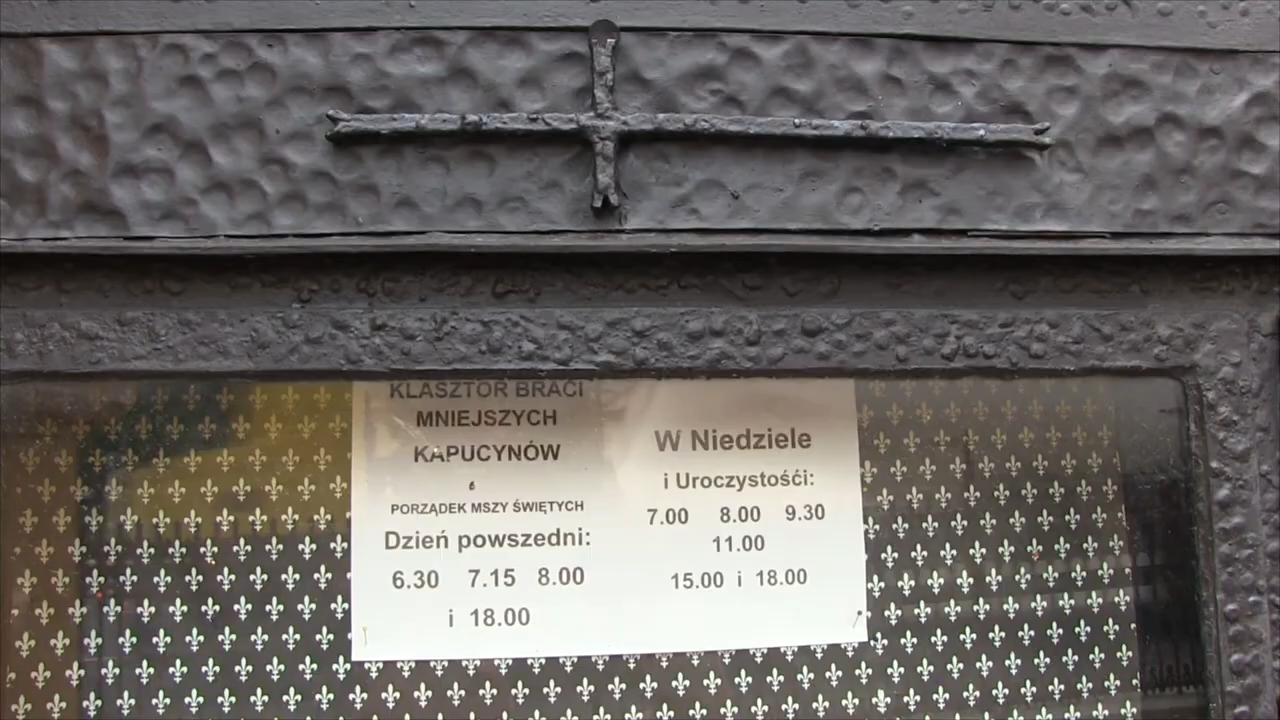 KLASZTOR BRACI
MNIEJSZYCH
KAPUCYNÓW
PORZĄDEK MSZY ŚWIĘTYCH
Dzień powszedni:
6.30 7.15 8.00
i 18.00
W Niedziele
i Uroczystośći:
7.00 8.00 9.30
11.00
15.00 i 18.00